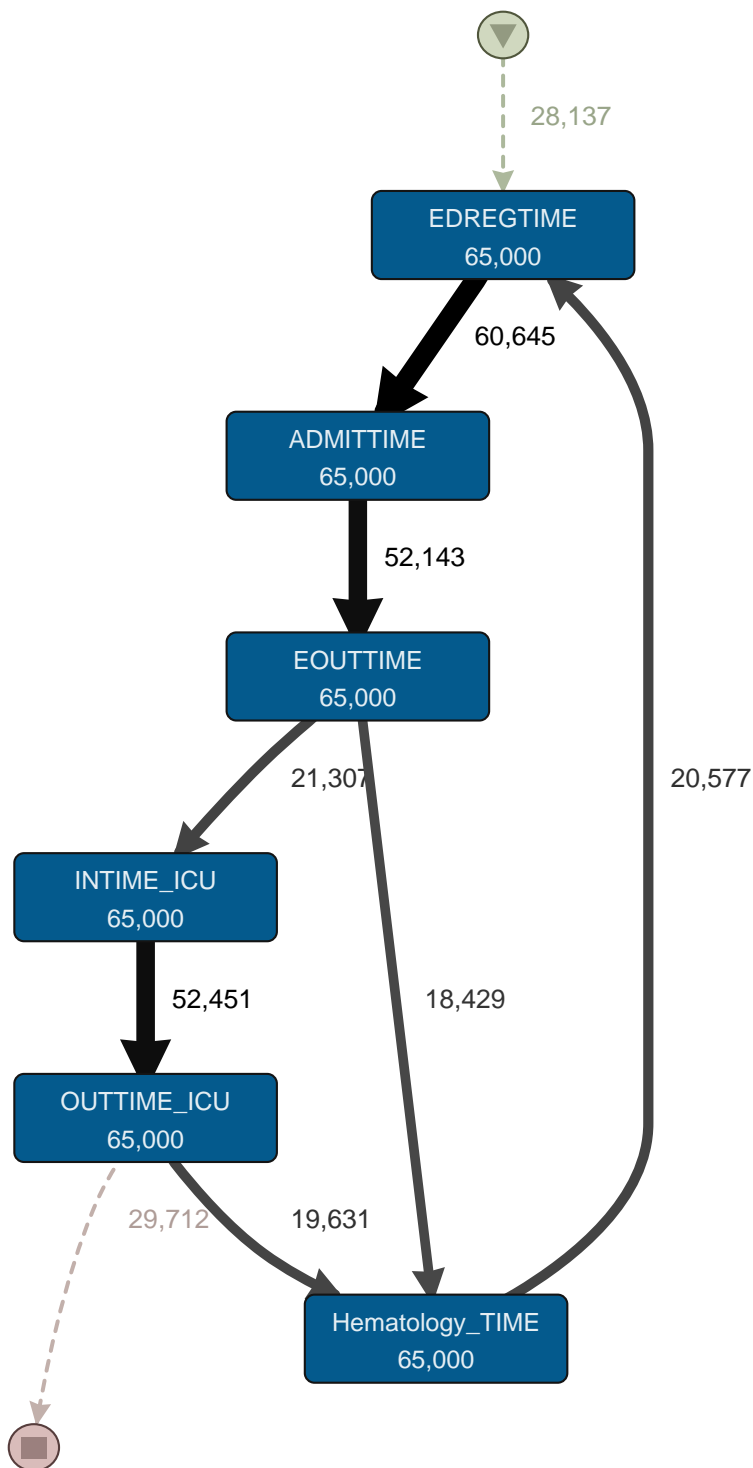 28,137
EDREGTIME
65,000
60,645
ADMITTIME
65,000
52,143
EOUTTIME
65,000
21,307
20,577
INTIME_ICU
65,000
52,451
18,429
OUTTIME_ICU
65,000
29,712
19,631
Hematology_TIME
65,000